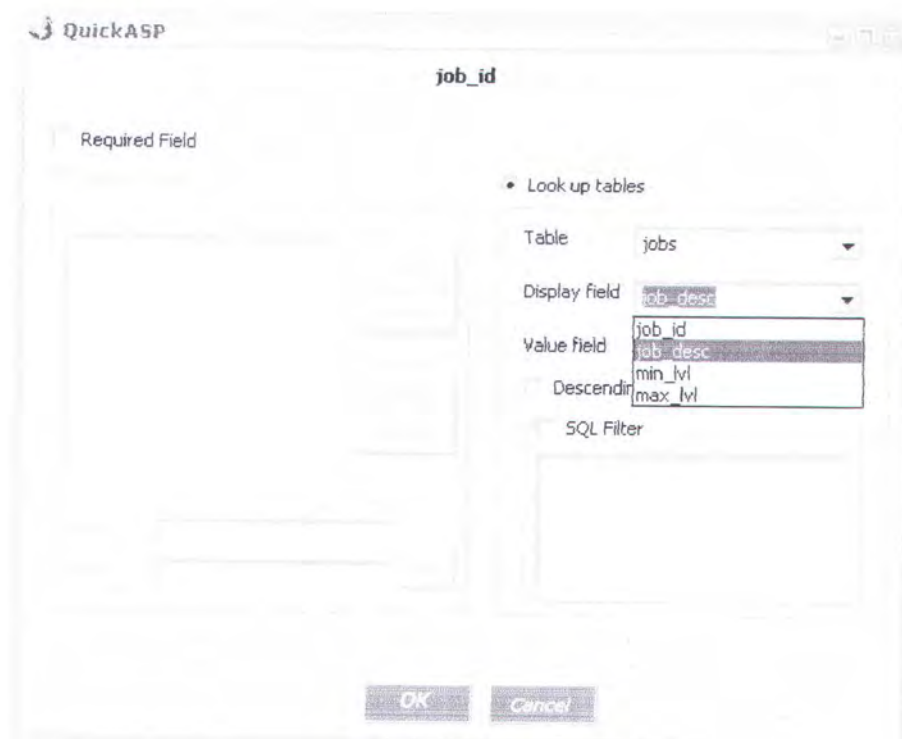 QuickASP
job_id
Required Field
Look up tables
Table jobs
Display field job_desc
job_id
Value field job_desc
min_lvl
Descendin max_lvl
SQL Filter
OK Cancel